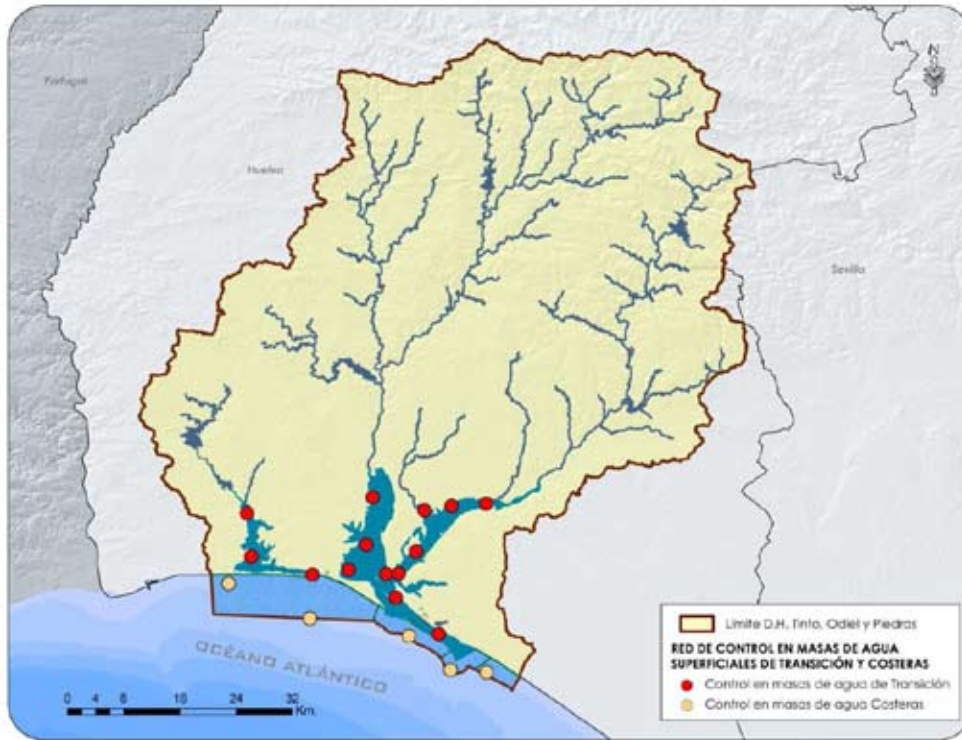 Portugal
N
Huelva
Sevilla
OCÉANO ATLÁNTICO
0 4 8 16 24 32
Km.
Límite D.H. Tinto, Odiel y Piedras
RED DE CONTROL EN MASAS DE AGUA
SUPERFICIALES DE TRANSICIÓN Y COSTERAS
Control en masas de agua de Transición
Control en masas de agua Costeras